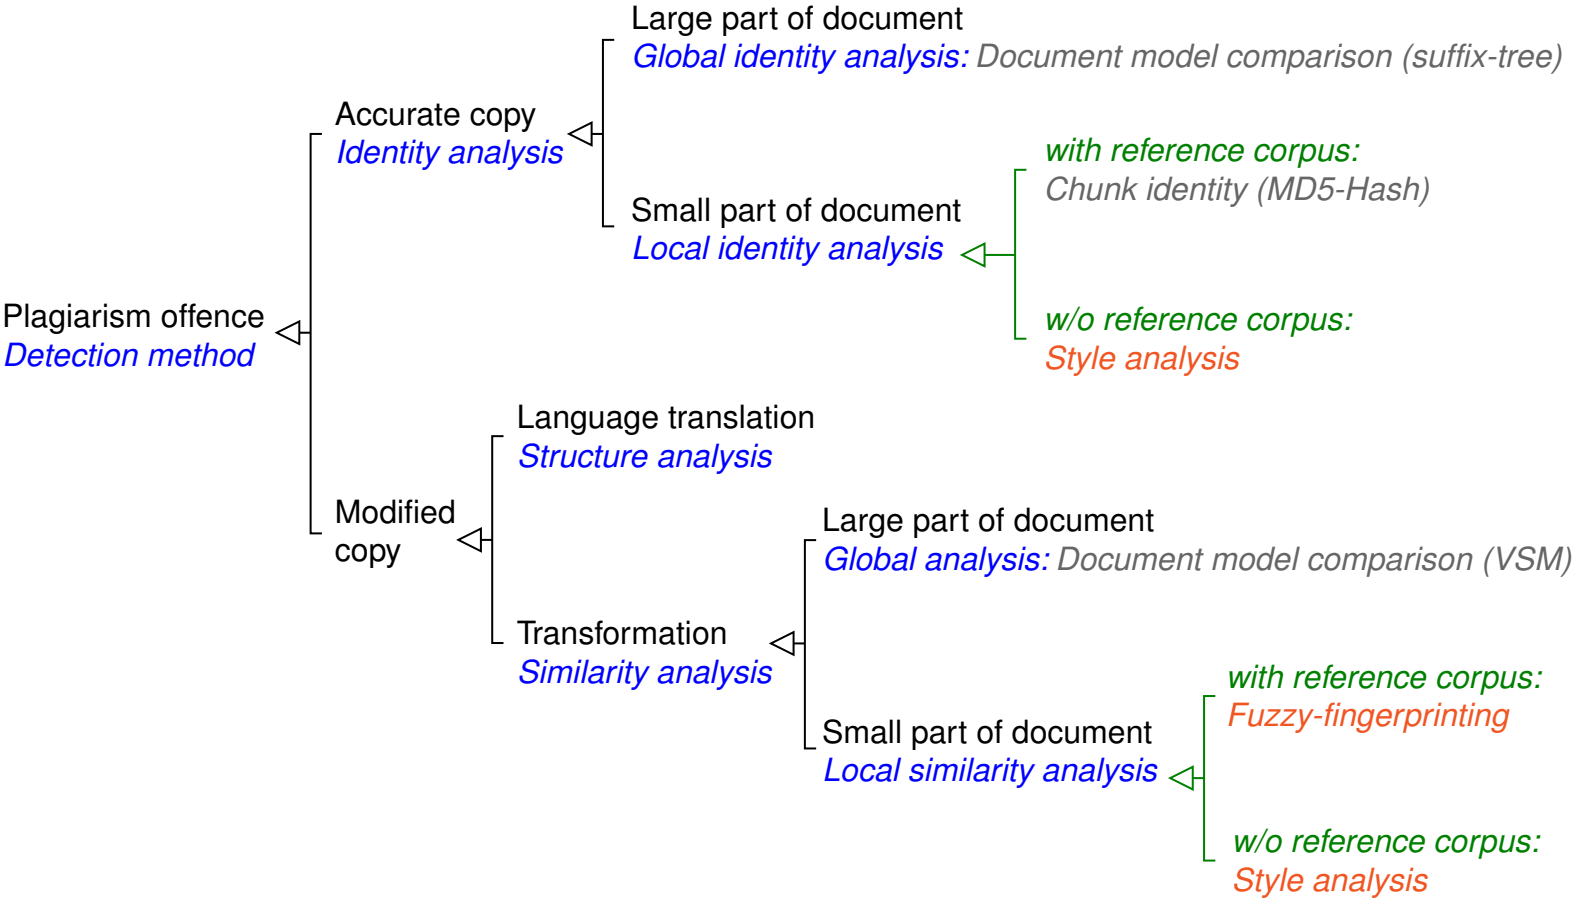 Large part of document
Global identity analysis: Document model comparison (suffix-tree)
Accurate copy
Identity analysis
with reference corpus:
Chunk identity (MD5-Hash)
Small part of document
Local identity analysis
w/o reference corpus:
Style analysis
Plagiarism offence
Detection method
Language translation
Structure analysis
Modified
copy
Large part of document
Global analysis: Document model comparison (VSM)
Transformation
Similarity analysis
with reference corpus:
Fuzzy-fingerprinting
Small part of document
Local similarity analysis
w/o reference corpus:
Style analysis